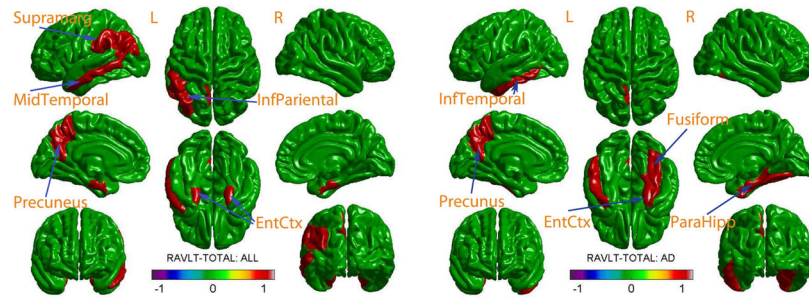 Supramarg
L
R
MidTemporal
InfPariental
Precuneus
EntCtx
RAVLT-TOTAL: ALL
-1
0
1
L
R
InfTemporal
Fusiform
Precunus
EntCtx
ParaHipp
RAVLT-TOTAL: AD
-1
0
1